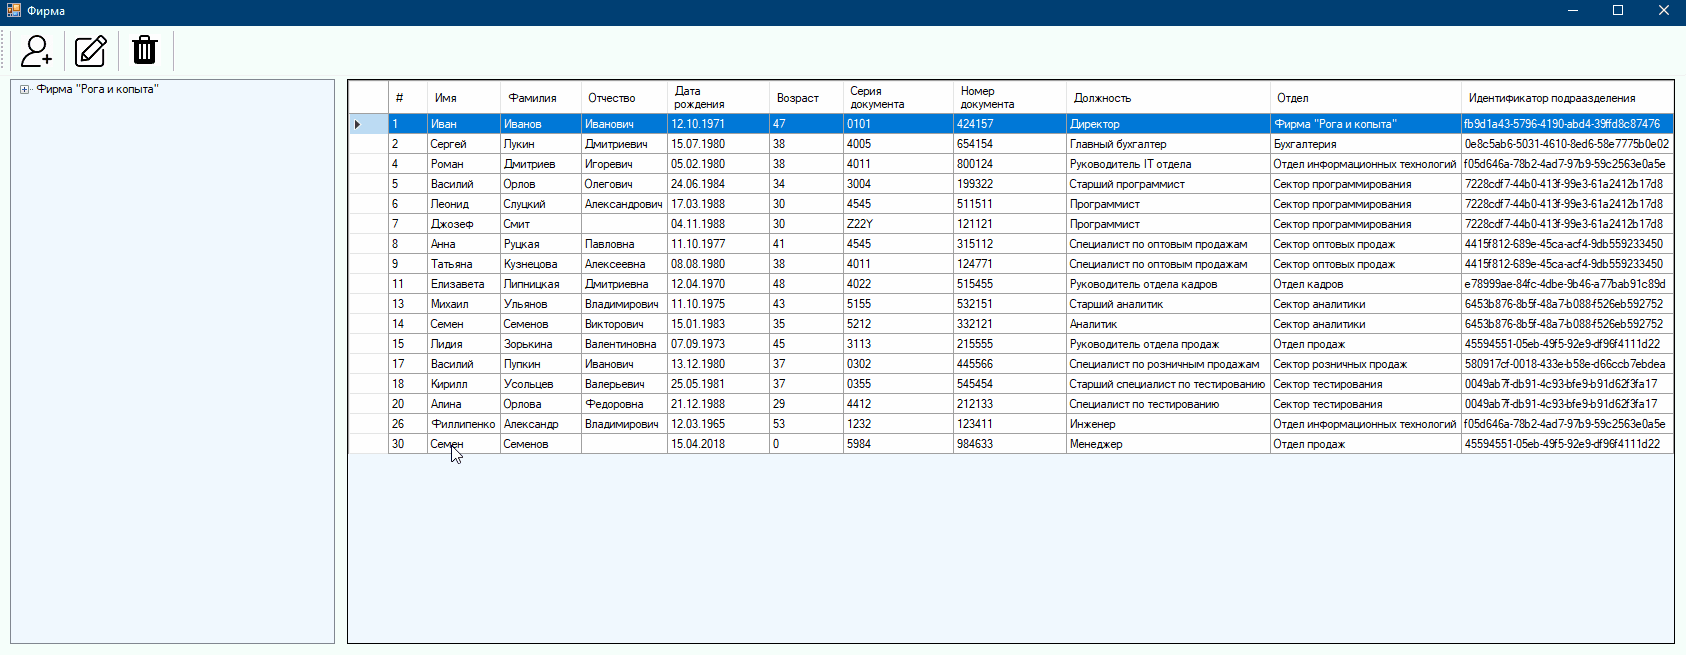 Фирма
Фирма "Рога и копыта"
# Имя Фамилия Отчество Дата рождения Возраст Серия документа Номер документа Должность Отдел Идентификатор подраазделения
1 Иван Иванов Иванович 12.10.1971 47 0101 424157 Директор Фирма "Рога и копыта" fb9d1a43-5796-4190-abd4-39ffd8c87476
2 Сергей Лукин Дмитриевич 15.07.1980 38 4005 654154 Главный бухгалтер Бухгалтерия 0e8c5ab6-5031-4610-8ed6-58e7775b0e02
4 Роман Дмитриев Игоревич 05.02.1980 38 4011 800124 Руководитель IT отдела Отдел информационных технологий f05d646a-78b2-4ad7-97b9-59c2563e0a5e
5 Василий Орлов Олегович 24.06.1984 34 3004 199322 Старший программист Сектор программирования 7228cdf7-44b0-413f-99e3-61a2412b17d8
6 Леонид Слуцкий Александрович 17.03.1988 30 4545 511511 Программист Сектор программирования 7228cdf7-44b0-413f-99e3-61a2412b17d8
7 Джозеф Смит 04.11.1988 30 Z22Y 121121 Программист Сектор программирования 7228cdf7-44b0-413f-99e3-61a2412b17d8
8 Анна Руцкая Павловна 11.10.1977 41 4545 315112 Специалист по оптовым продажам Сектор оптовых продаж 4415f812-689e-45ca-acf4-9db559233450
9 Татьяна Кузнецова Алексеевна 08.08.1980 38 4011 124771 Специалист по оптовым продажам Сектор оптовых продаж 4415f812-689e-45ca-acf4-9db559233450
11 Елизавета Липницкая Дмитриевна 12.04.1970 48 4022 515455 Руководитель отдела кадров Отдел кадров e78999ae-84fc-4dbe-9b46-a77bab91c89d
13 Михаил Ульянов Владимирович 11.10.1975 43 5155 532151 Старший аналитик Сектор аналитики 6453b876-8b5f-48a7-b088-f526eb592752
14 Семен Семенов Викторович 15.01.1983 35 5212 332121 Аналитик Сектор аналитики 6453b876-8b5f-48a7-b088-f526eb592752
15 Лидия Зорькина Валентиновна 07.09.1973 45 3113 215555 Руководитель отдела продаж Отдел продаж 45594551-05eb-49f5-92e9-df96f4111d22
17 Василий Пупкин Иванович 13.12.1980 37 0302 445566 Специалист по розничным продажам Сектор розничных продаж 580917cf-0018-433e-b58e-d66ccb7ebdea
18 Кирилл Усольцев Валерьевич 25.05.1981 37 0355 545454 Старший специалист по тестированию Сектор тестирования 0049ab7f-db91-4c93-bfe9-b91d62f3fa17
20 Алина Орлова Федоровна 21.12.1988 29 4412 212133 Специалист по тестированию Сектор тестирования 0049ab7f-db91-4c93-bfe9-b91d62f3fa17
26 Филлипенко Александр Владимирович 12.03.1965 53 1232 123411 Инженер Отдел информационных технологий f05d646a-78b2-4ad7-97b9-59c2563e0a5e
30 Семен Семенов 15.04.2018 0 5984 984633 Менеджер Отдел продаж 45594551-05eb-49f5-92e9-df96f4111d22